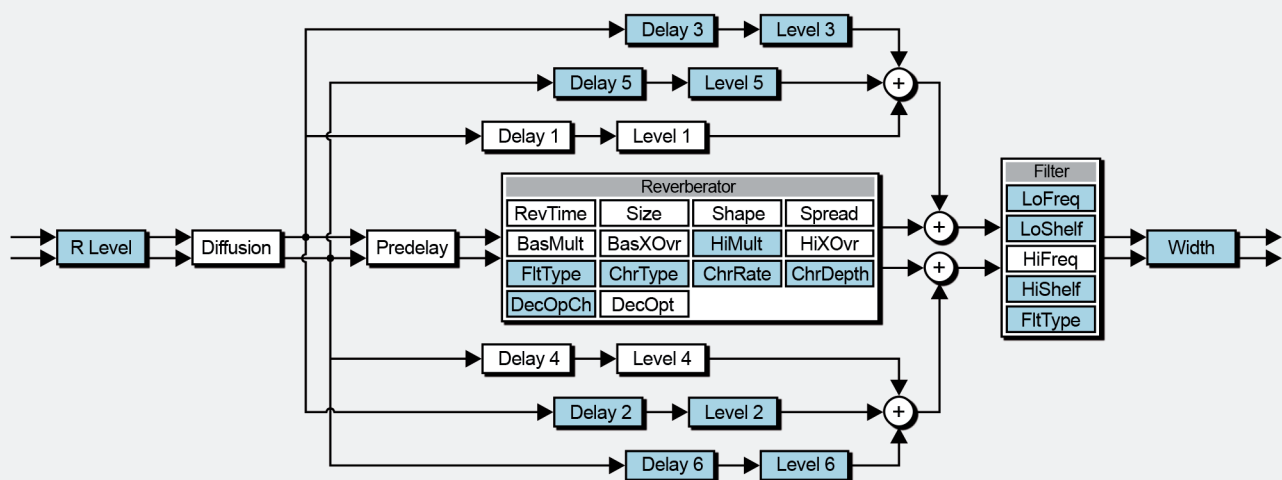 Delay 3 Level 3
Delay 5 Level 5
Delay 1 Level 1
Reverberator
RevTime Size Shape Spread
BasMult BasXOvr HiMult HiXOvr
FltType ChrType ChrRate ChrDepth
DecOpCh DecOpt
R Level Diffusion Predelay
Filter
LoFreq
LoShelf
HiFreq
HiShelf
FltType
Width
Delay 4 Level 4
Delay 2 Level 2
Delay 6 Level 6
+
+
+
+